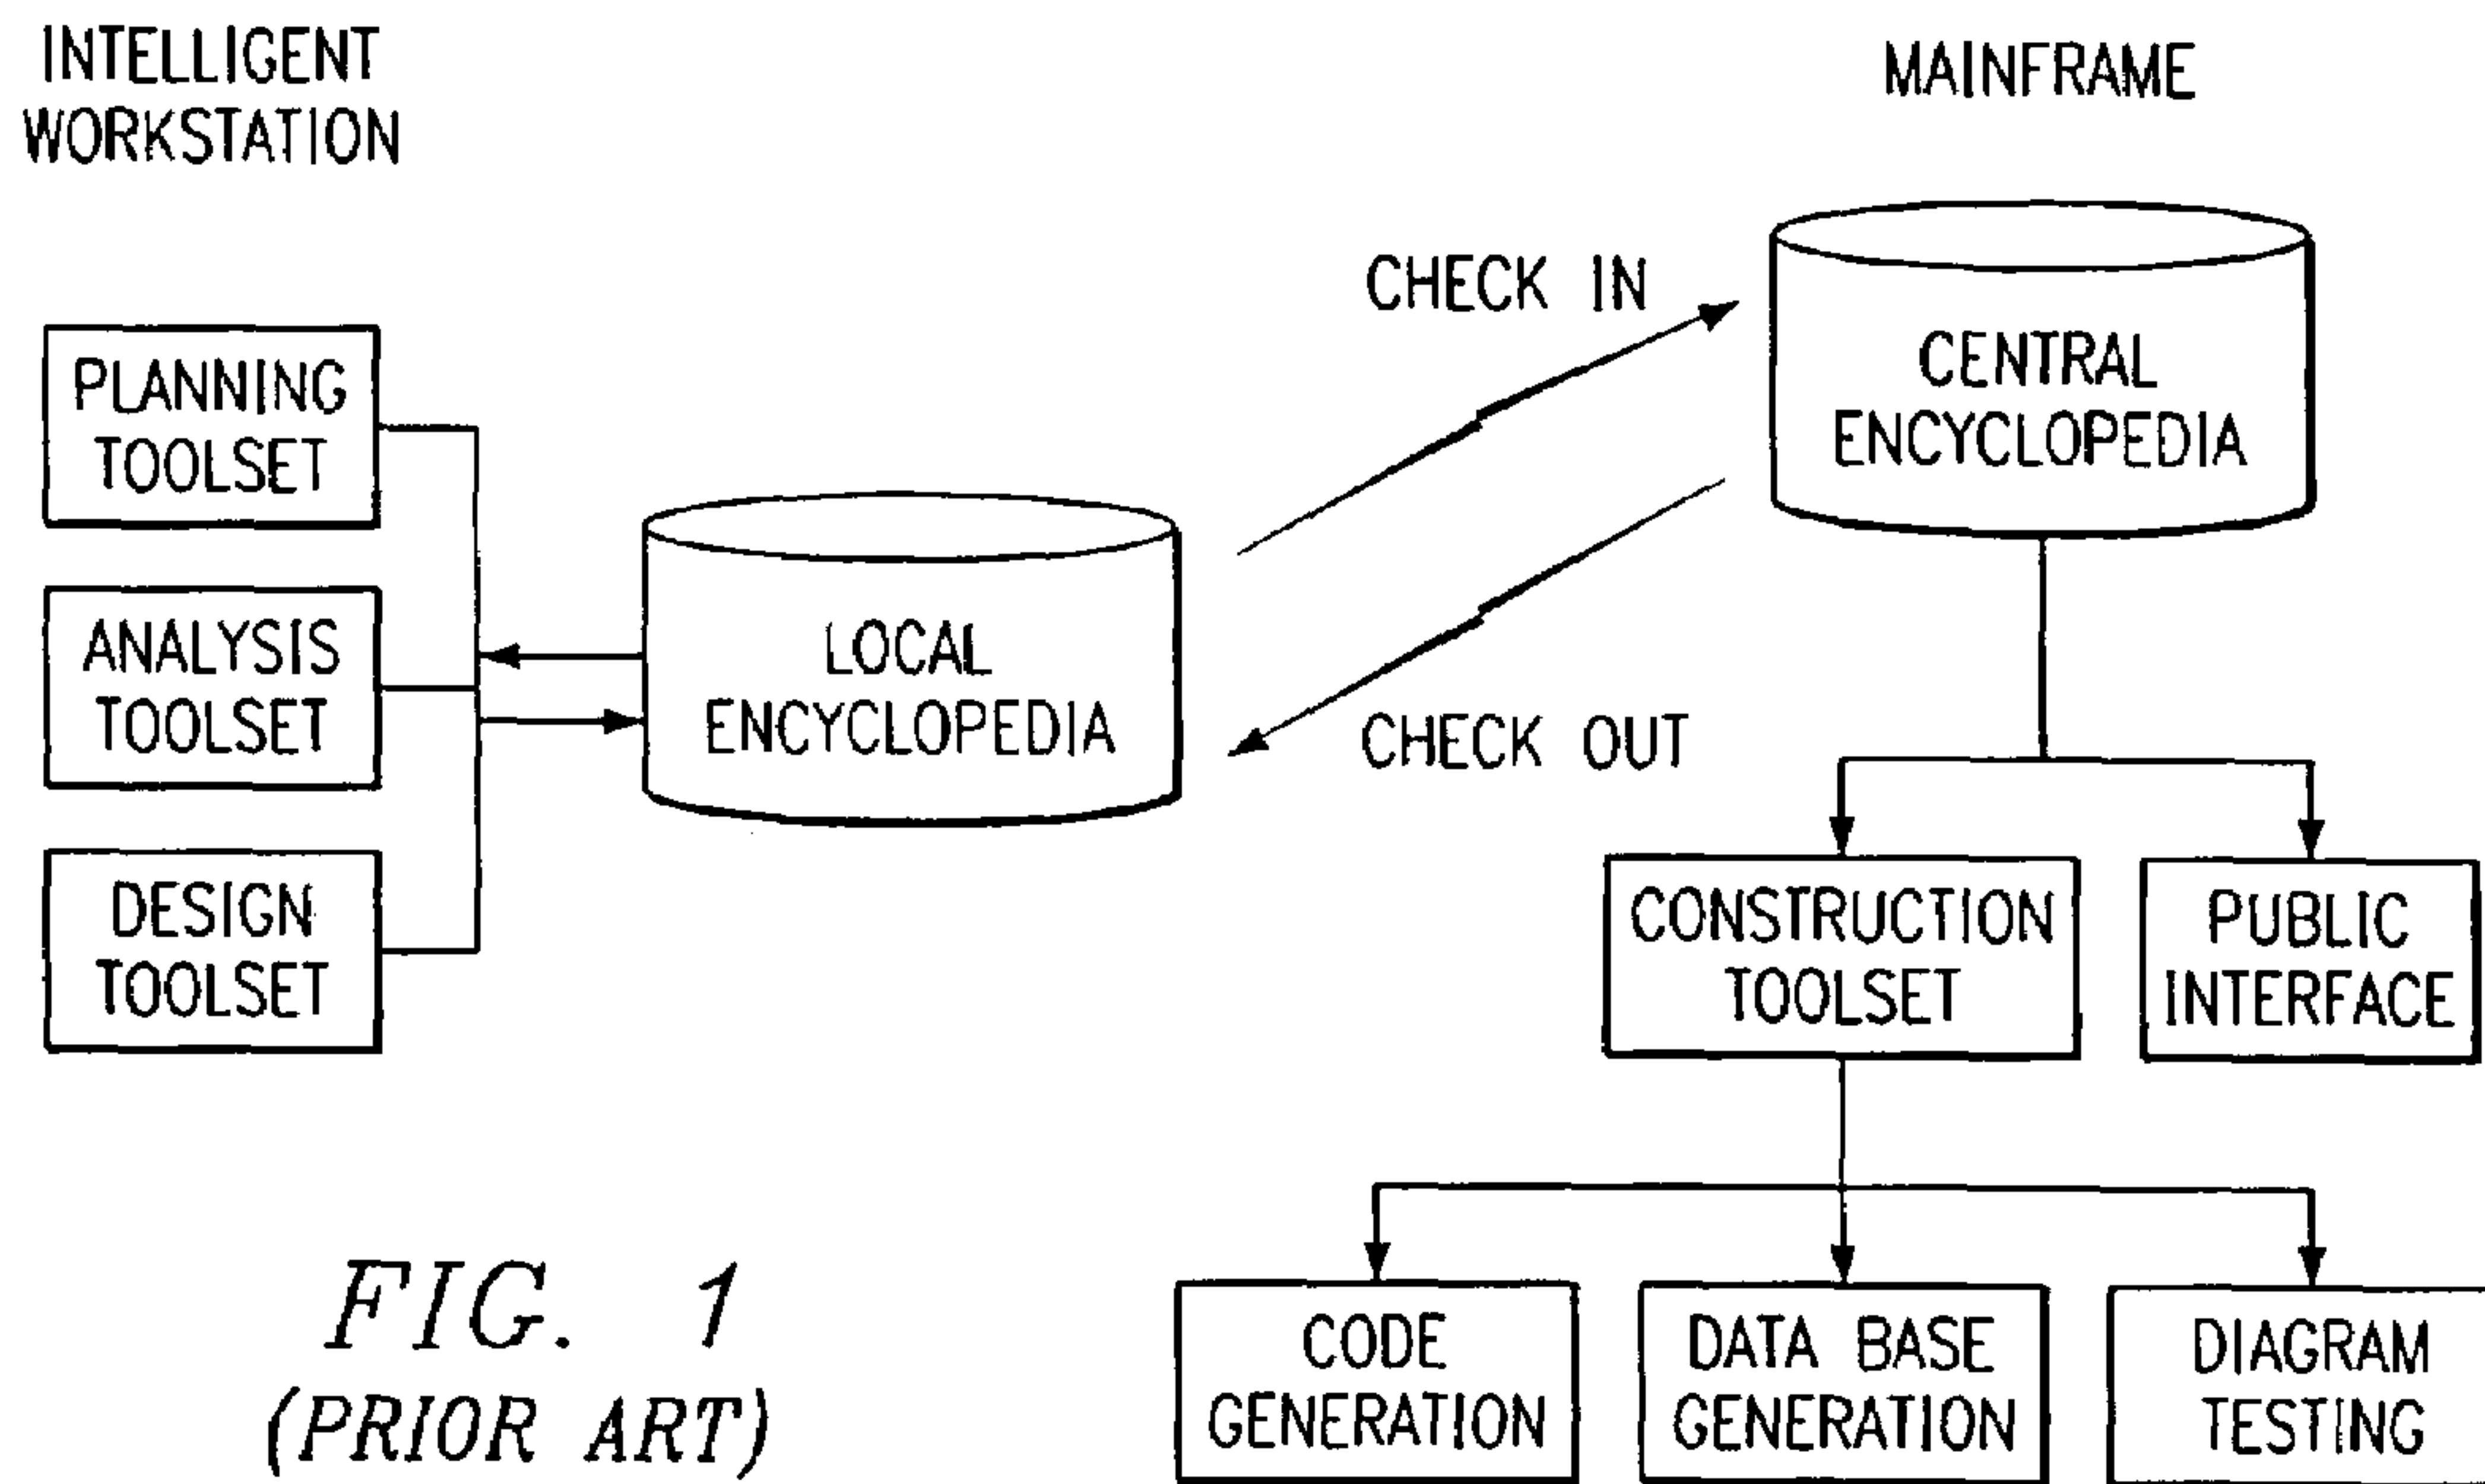 INTELLIGENT
WORKSTATION
MAINFRAME
PLANNING
TOOLSET
ANALYSIS
TOOLSET
DESIGN
TOOLSET
LOCAL
ENCYCLOPEDIA
CHECK IN
CHECK OUT
CENTRAL
ENCYCLOPEDIA
CONSTRUCTION
TOOLSET
PUBLIC
INTERFACE
CODE
GENERATION
DATA BASE
GENERATION
DIAGRAM
TESTING
FIG. 1
(PRIOR ART)